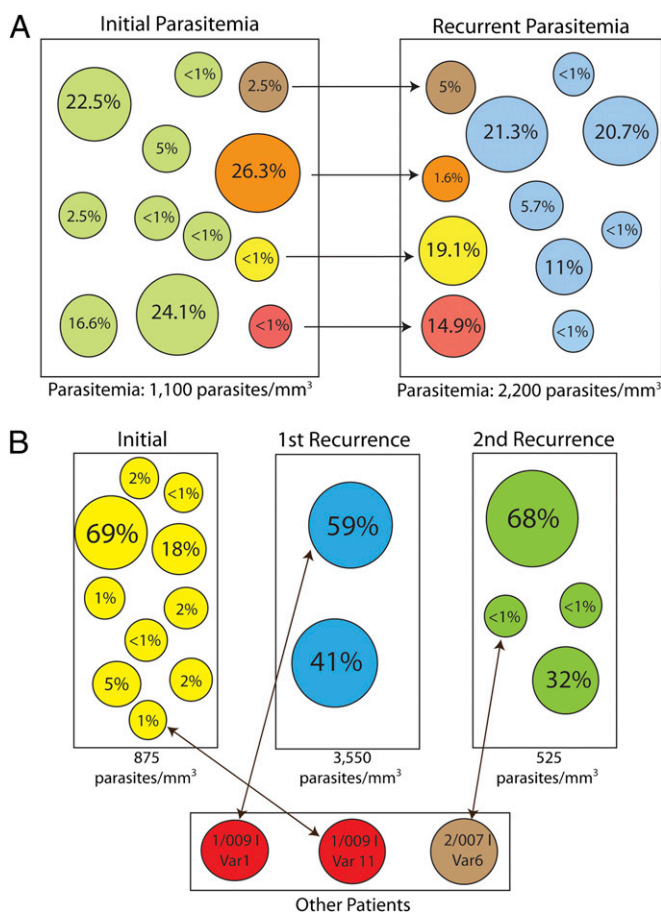 A
Initial Parasitemia
Recurrent Parasitemia
<1%
2.5%
22.5%
5%
26.3%
2.5%
<1%
<1%
<1%
16.6%
24.1%
<1%
<1%
5%
21.3%
20.7%
1.6%
5.7%
<1%
19.1%
11%
14.9%
<1%
Parasitemia: 1,100 parasites/mm³
Parasitemia: 2,200 parasites/mm³
B
Initial
1st Recurrence
2nd Recurrence
2%
<1%
69%
18%
1%
2%
<1%
5%
2%
1%
59%
41%
68%
<1%
<1%
32%
875
parasites/mm³
3,550
parasites/mm³
525
parasites/mm³
1/009 I
Var1
1/009 I
Var 11
2/007 I
Var6
Other Patients